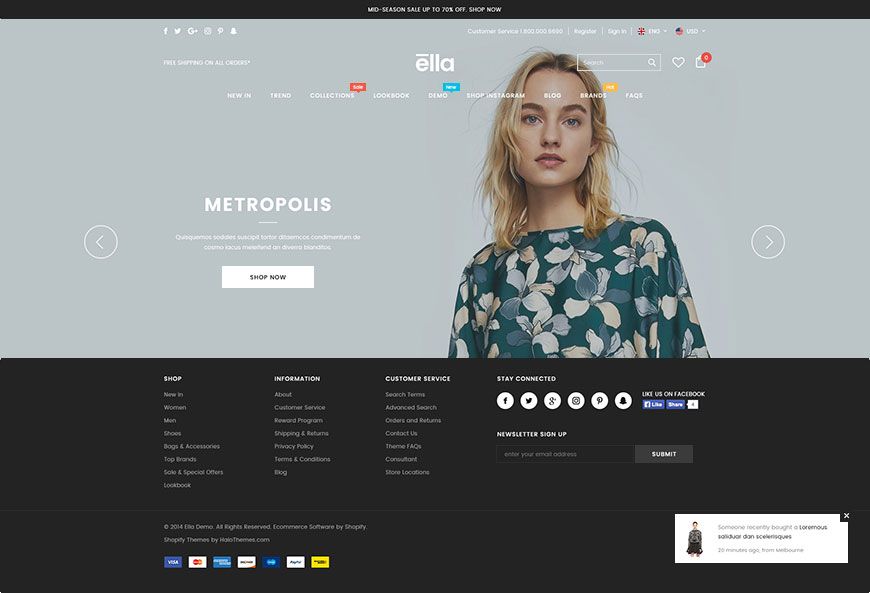 MID-SEASON SALE UP TO 70% OFF. SHOP NOW
Customer Service 1.800.000.6690 Register Sign In ENG USD
FREE SHIPPING ON ALL ORDERS*
ella
Search
0
Sale
New
Hot
NEW IN TREND COLLECTIONS LOOKBOOK DEMO SHOP INSTAGRAM BLOG BRANDS FAQS
METROPOLIS
Quisquemos soddes suscipit tortor ditaemcos condimentum de
cosmo lacus meleifend an diverra blanditos.
SHOP NOW
SHOP
New In
Women
Men
Shoes
Bags & Accessories
Top Brands
Sale & Special Offers
Lookbook
INFORMATION
About
Customer Service
Reward Program
Shipping & Returns
Privacy Policy
Terms & Conditions
Blog
CUSTOMER SERVICE
Search Terms
Advanced Search
Orders and Returns
Contact Us
Theme FAQs
Consultant
Store Locations
STAY CONNECTED
LIKE US ON FACEBOOK
Like Share
NEWSLETTER SIGN UP
enter your email address
SUBMIT
© 2014 Ella Demo. All Rights Reserved. Ecommerce Software by Shopify.
Shopify Themes by HaloThemes.com
VISA
PayPal
Someone recently bought a Loremous
saliduar dan scelerisques
20 minutes ago, from Melbourne